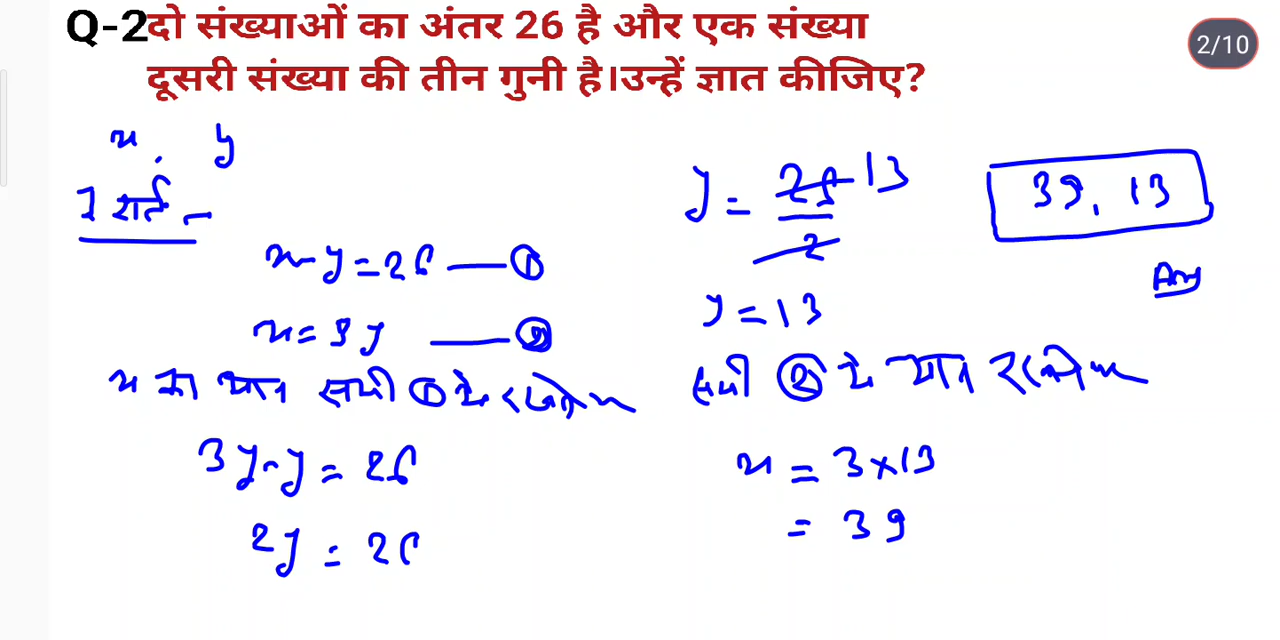 Q-2 दो संख्याओं का अंतर 26 है और एक संख्या
दूसरी संख्या की तीन गुनी है।उन्हें ज्ञात कीजिए?
2/10
x, y
1 शर्त -
x-y=26 —— ①
x=3y —— ②
x का मान समी ① में रखने पर
3y-y=26
2y=26
y=26/2 13
y=13
समी ② में मान रखने पर
x=3×13
=39
39, 13
Ans